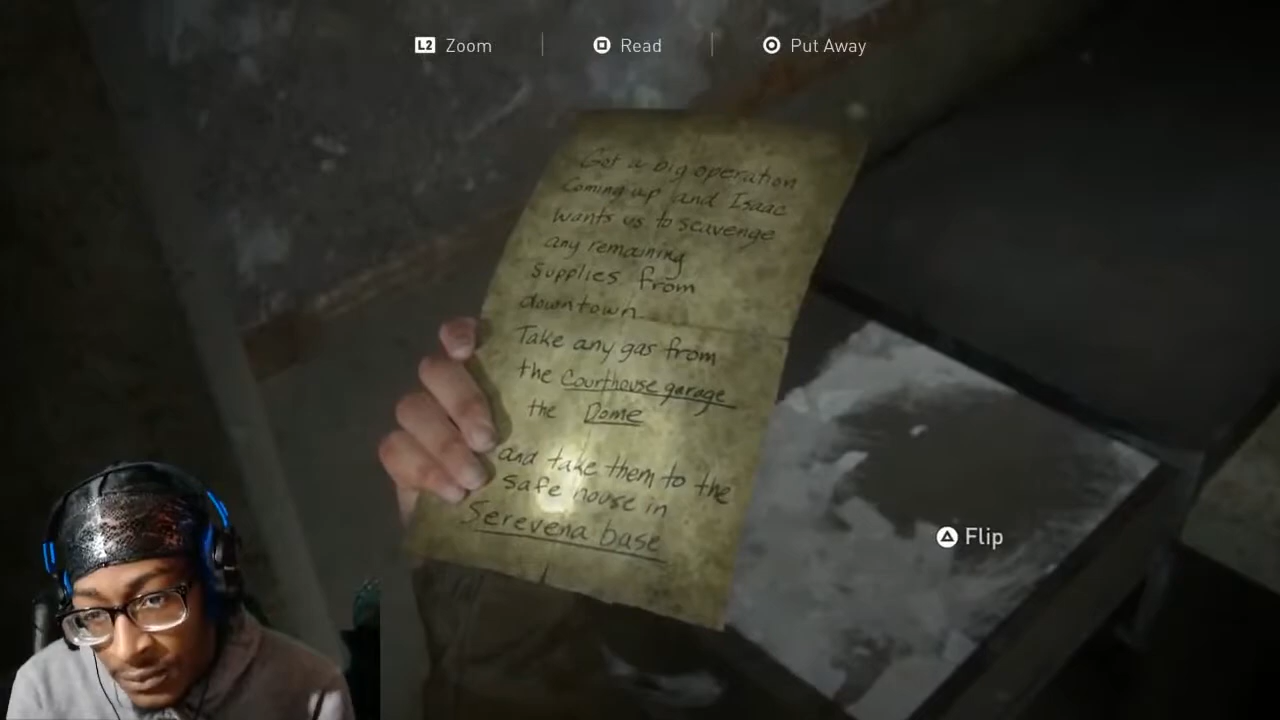 L2 Zoom | Read | Put Away
Got a big operation
Coming up and Isaac
wants us to scavenge
any remaining
supplies from
downtown.
Take any gas from
the Courthouse garage
the Dome
and take them to the
safe house in
Serevena base
Flip